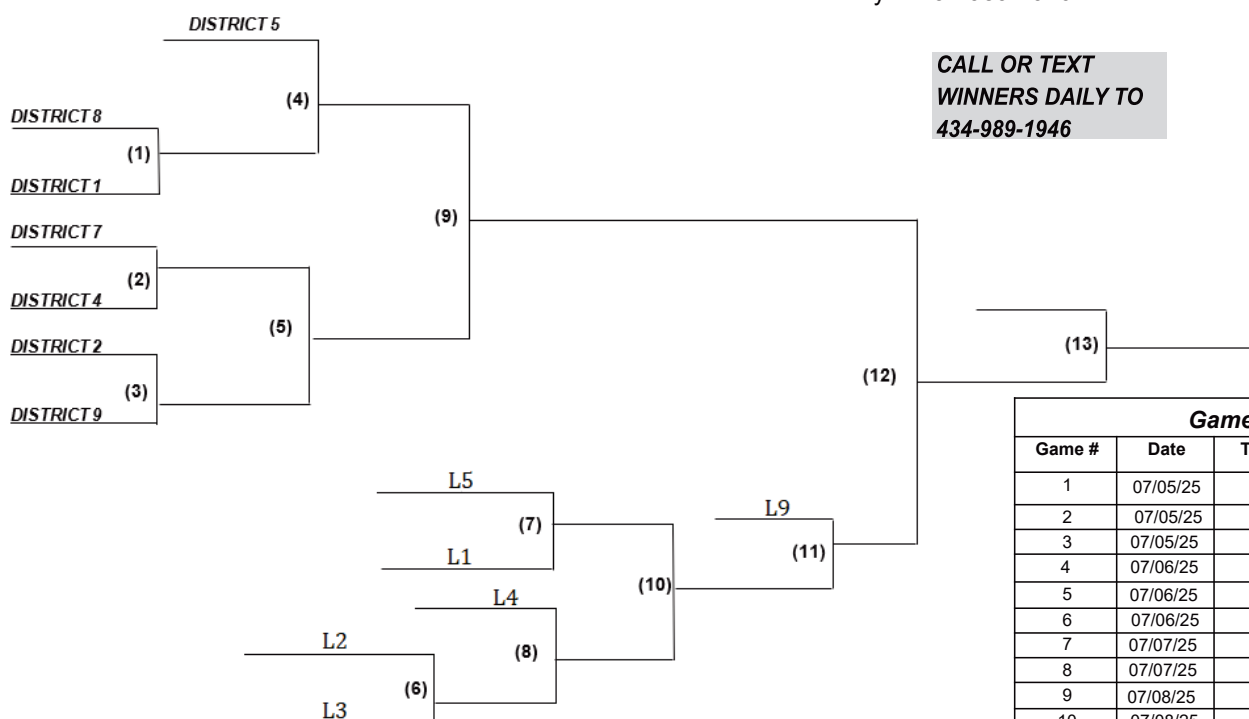 DISTRICT 5
CALL OR TEXT
WINNERS DAILY TO
434-989-1946
(4)
DISTRICT 8
(1)
DISTRICT 1
(9)
DISTRICT 7
(2)
DISTRICT 4
(5)
DISTRICT 2
(3)
DISTRICT 9
(13)
(12)
L5
(7)
L1
L9
(11)
(10)
L4
L2
(8)
(6)
L3
Game # Date
1 07/05/25
2 07/05/25
3 07/05/25
4 07/06/25
5 07/06/25
6 07/06/25
7 07/07/25
8 07/07/25
9 07/08/25
10 07/08/25